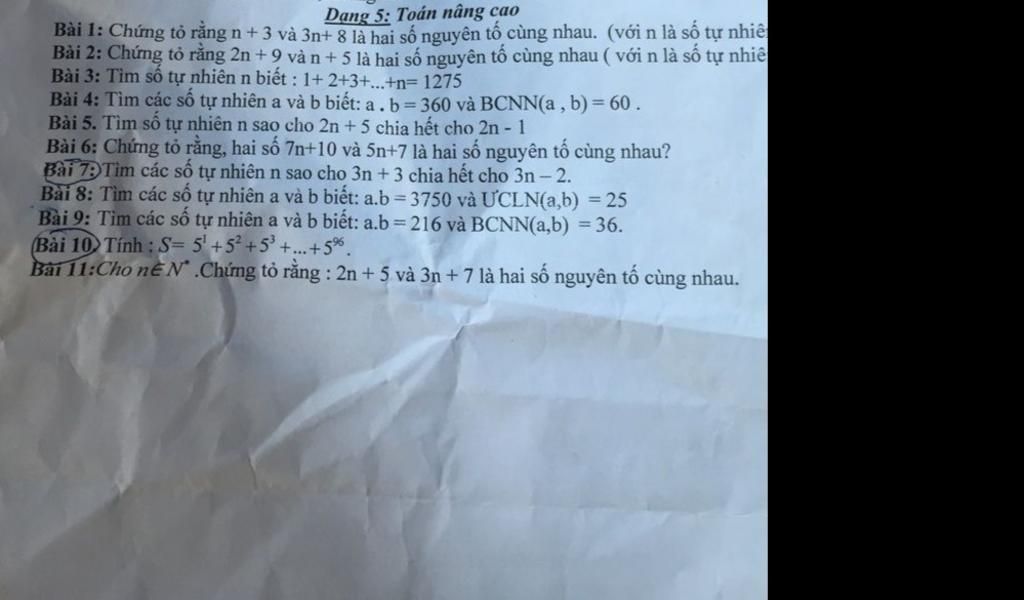 Dạng 5: Toán nâng cao
Bài 1: Chứng tỏ rằng n + 3 và 3n+ 8 là hai số nguyên tố cùng nhau. (với n là số tự nhiê
Bài 2: Chứng tỏ rằng 2n + 9 và n + 5 là hai số nguyên tố cùng nhau ( với n là số tự nhiê
Bài 3: Tìm số tự nhiên n biết : 1+ 2+3+...+n= 1275
Bài 4: Tìm các số tự nhiên a và b biết: a . b = 360 và BCNN(a , b) = 60 .
Bài 5. Tìm số tự nhiên n sao cho 2n + 5 chia hết cho 2n - 1
Bài 6: Chứng tỏ rằng, hai số 7n+10 và 5n+7 là hai số nguyên tố cùng nhau?
Bài 7: Tìm các số tự nhiên n sao cho 3n + 3 chia hết cho 3n – 2.
Bài 8: Tìm các số tự nhiên a và b biết: a.b = 3750 và ƯCLN(a,b) = 25
Bài 9: Tìm các số tự nhiên a và b biết: a.b = 216 và BCNN(a,b) = 36.
Bài 10: Tính : S= 5¹ + 5² + 5³ +...+ 5⁹⁶ .
Bài 11:Cho n∈N* .Chứng tỏ rằng : 2n + 5 và 3n + 7 là hai số nguyên tố cùng nhau.